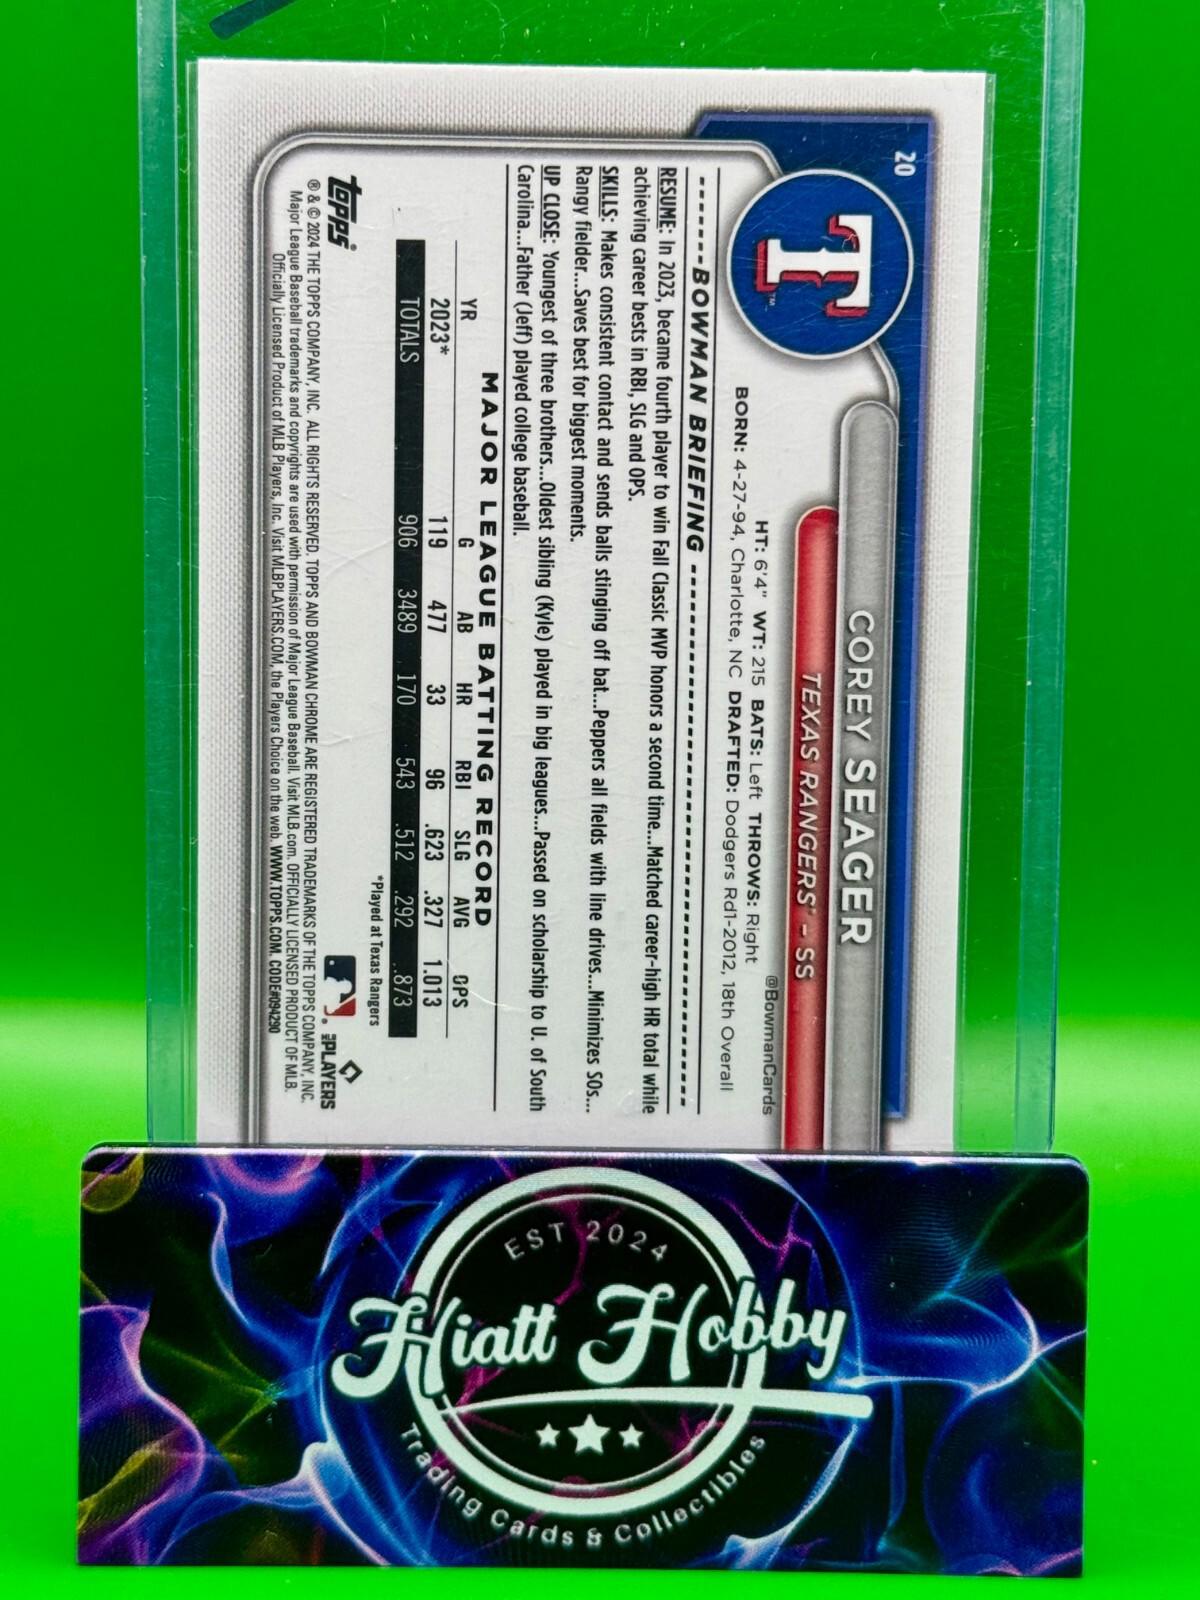 20
COREY SEAGER
TEXAS RANGERS® - SS
@BowmanCards
HT: 6'4" WT: 215 BATS: Left THROWS: Right
BORN: 4-27-94, Charlotte, NC DRAFTED: Dodgers Rd1-2012, 18th Overall
BOWMAN BRIEFING
RESUME: In 2023, became fourth player to win Fall Classic MVP honors a second time...Matched career-high HR total while
achieving career bests in RBI, SLG and OPS.
SKILLS: Makes consistent contact and sends balls stinging off bat...Peppers all fields with line drives...Minimizes SOs...
Rangy fielder...Saves best for biggest moments.
UP CLOSE: Youngest of three brothers...Oldest sibling (Kyle) played in big leagues...Passed on scholarship to U. of South
Carolina...Father (Jeff) played college baseball.
MAJOR LEAGUE BATTING RECORD
YR G AB HR RBI SLG AVG OPS
2023* 119 477 33 96 .623 .327 1.013
TOTALS 906 3489 170 543 .512 .292 .873
*Played at Texas Rangers
topps®
MLB PLAYERS
® & © 2024 THE TOPPS COMPANY, INC. ALL RIGHTS RESERVED. TOPPS AND BOWMAN CHROME ARE REGISTERED TRADEMARKS OF THE TOPPS COMPANY, INC.
Major League Baseball trademarks and copyrights are used with permission of Major League Baseball. Visit MLB.com. OFFICIALLY LICENSED PRODUCT OF MLB.
Officially Licensed Product of MLB Players, Inc. Visit MLBPLAYERS.COM, the Players Choice on the web. WWW.TOPPS.COM. CODE#094290
T™
EST 2024
Hiatt Hobby
Trading Cards & Collectibles